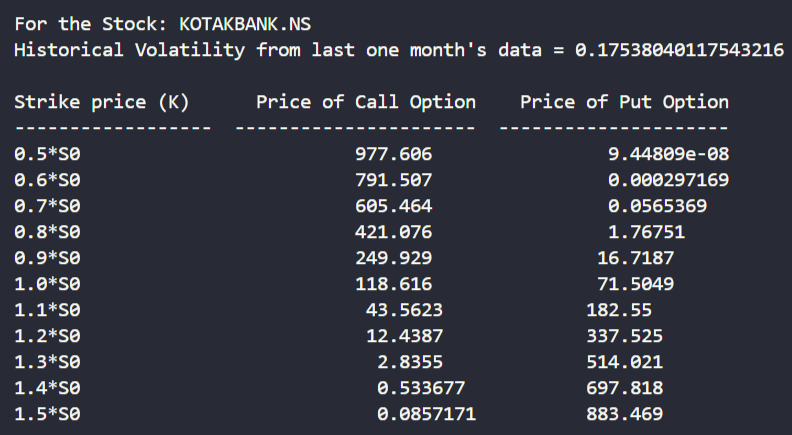 For the Stock: KOTAKBANK.NS
Historical Volatility from last one month's data = 0.17538040117543216
Strike price (K) Price of Call Option Price of Put Option
------------------ ---------------------- ---------------------
0.5*S0 977.606 9.44809e-08
0.6*S0 791.507 0.000297169
0.7*S0 605.464 0.0565369
0.8*S0 421.076 1.76751
0.9*S0 249.929 16.7187
1.0*S0 118.616 71.5049
1.1*S0 43.5623 182.55
1.2*S0 12.4387 337.525
1.3*S0 2.8355 514.021
1.4*S0 0.533677 697.818
1.5*S0 0.0857171 883.469